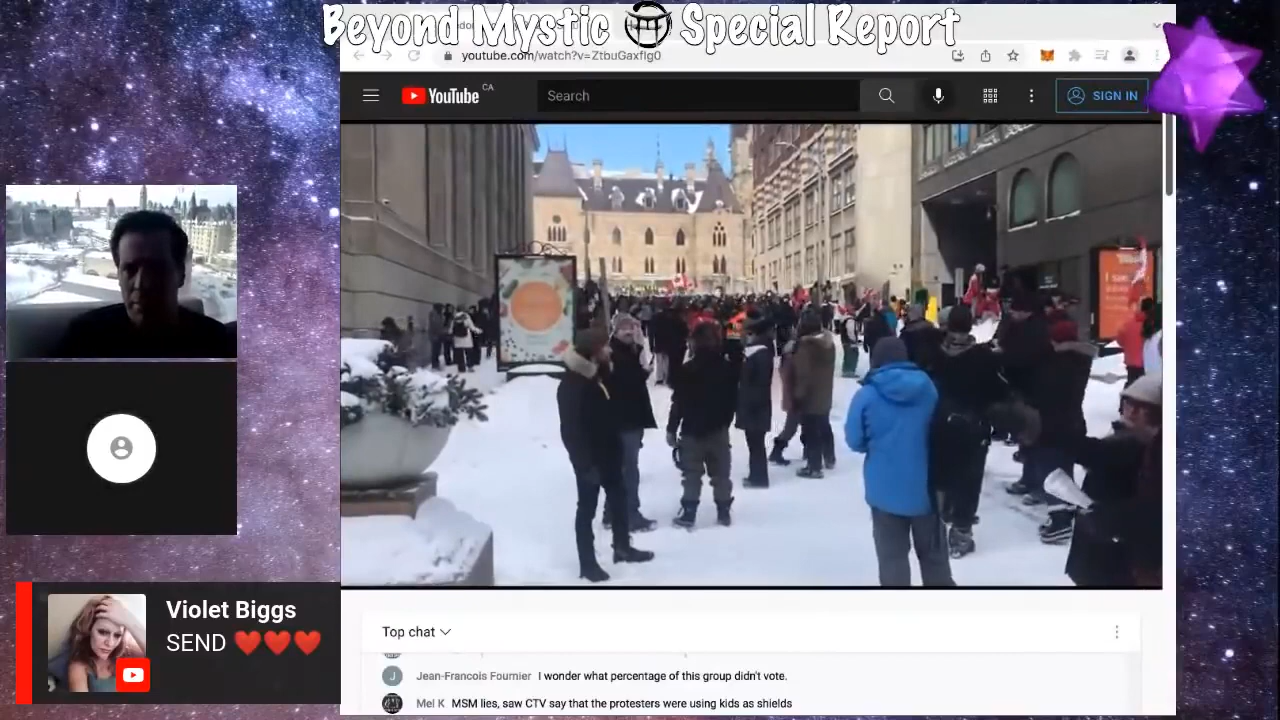 Beyond Mystic Special Report
youtube.com/watch?v=ZtbuGaxfIg0
YouTube CA
Search
SIGN IN
Violet Biggs
SEND ❤️❤️❤️
Top chat
J Jean-Francois Fournier I wonder what percentage of this group didn't vote.
Mel K MSM lies, saw CTV say that the protesters were using kids as shields